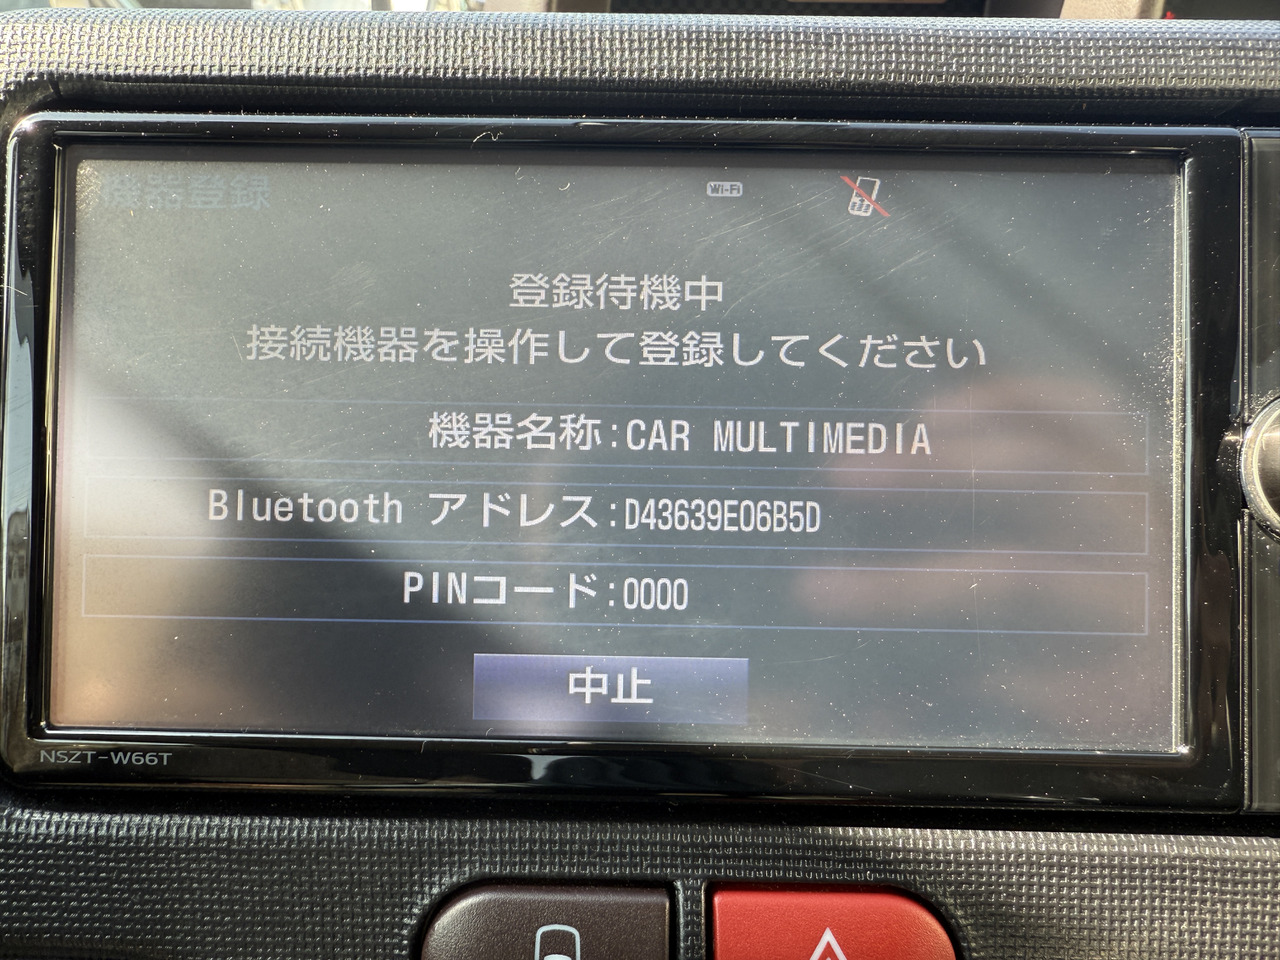 機器登録
Wi-Fi
登録待機中
接続機器を操作して登録してください
機器名称:CAR MULTIMEDIA
Bluetooth アドレス:D43639E06B5D
PINコード:0000
中止
NSZT-W66T